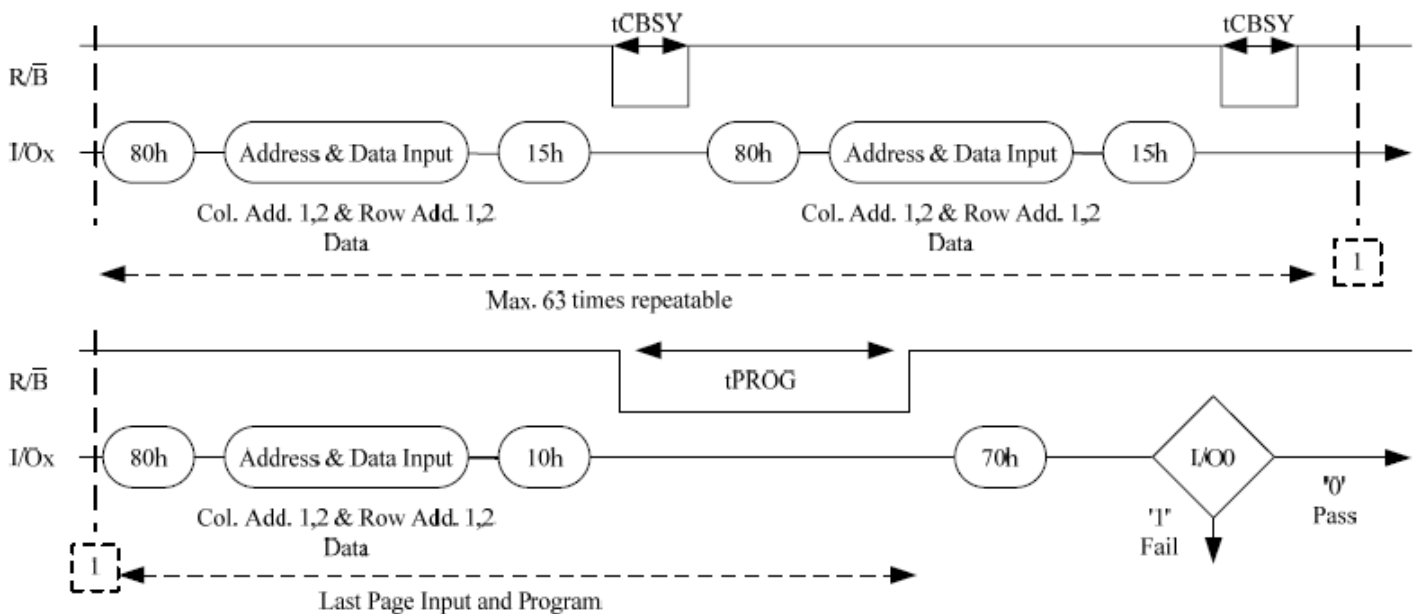 tCBSY tCBSY
R/B̅
I/Ox 80h Address & Data Input 15h 80h Address & Data Input 15h
Col. Add. 1,2 & Row Add. 1,2 Col. Add. 1,2 & Row Add. 1,2
Data Data
1
Max. 63 times repeatable
R/B̅ tPROG
I/Ox 80h Address & Data Input 10h 70h I/O0
'0'
Col. Add. 1,2 & Row Add. 1,2 '1' Pass
Data Fail
1
Last Page Input and Program